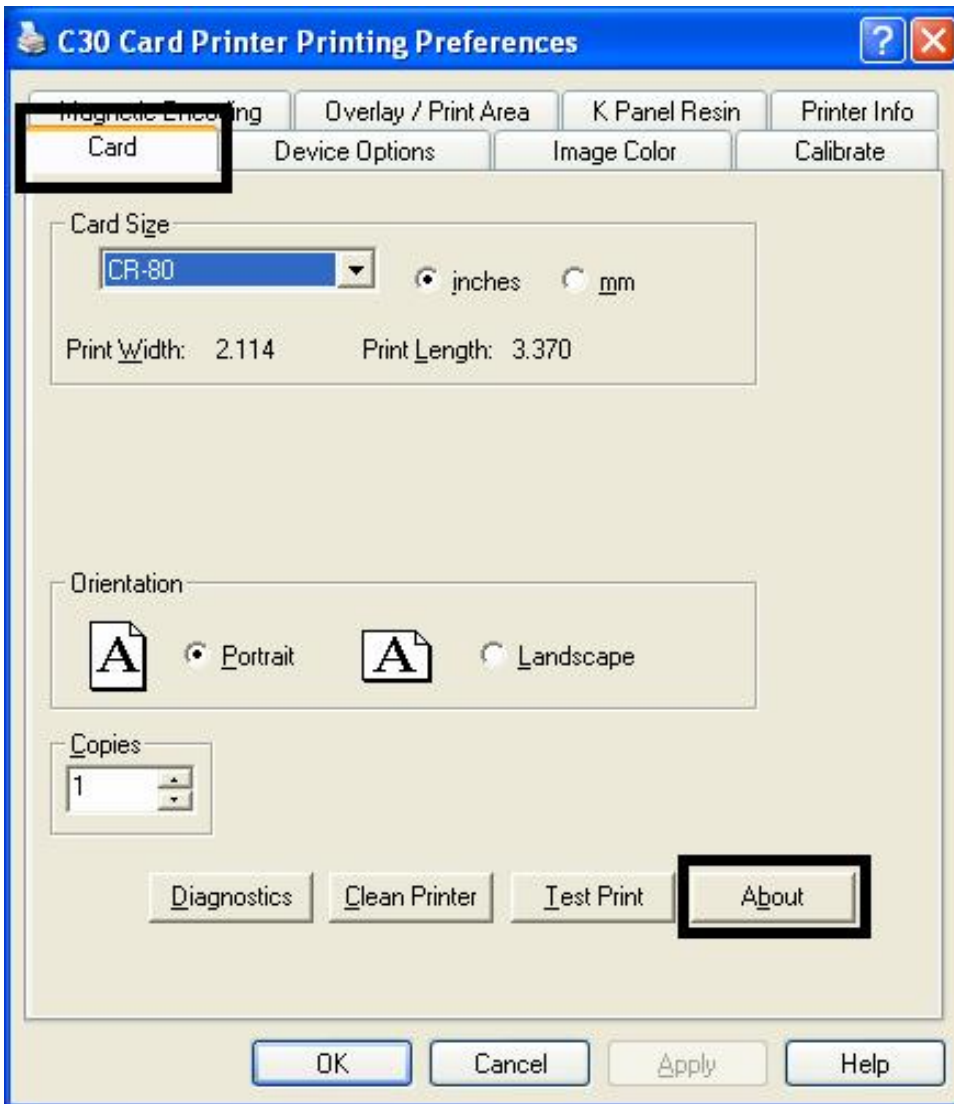 C30 Card Printer Printing Preferences
Magnetic Encoding Overlay / Print Area K Panel Resin Printer Info
Card Device Options Image Color Calibrate
Card Size
CR-80 inches mm
Print Width: 2.114 Print Length: 3.370
Orientation
A Portrait A Landscape
Copies
1
Diagnostics Clean Printer Test Print About
OK Cancel Apply Help